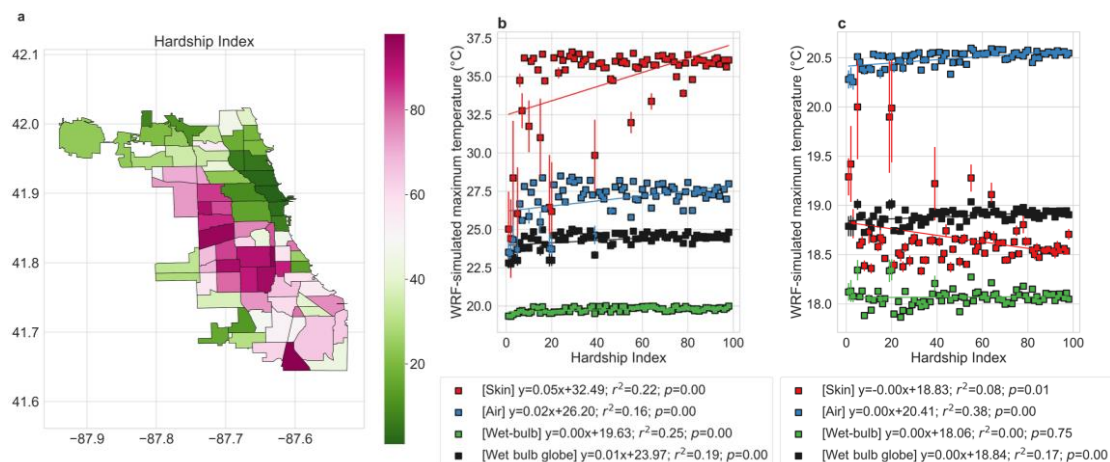 a
Hardship Index
42.1
42.0
41.9
41.8
41.7
41.6
−87.9
−87.8
−87.7
−87.6
80
60
40
20
b
WRF-simulated maximum temperature (°C)
37.5
35.0
32.5
30.0
27.5
25.0
22.5
20.0
0
20
40
60
80
100
Hardship Index
[Skin] y=0.05x+32.49; r²=0.22; p=0.00
[Air] y=0.02x+26.20; r²=0.16; p=0.00
[Wet-bulb] y=0.00x+19.63; r²=0.25; p=0.00
[Wet bulb globe] y=0.01x+23.97; r²=0.19; p=0.00
c
WRF-simulated maximum temperature (°C)
20.5
20.0
19.5
19.0
18.5
18.0
0
20
40
60
80
100
Hardship Index
[Skin] y=-0.00x+18.83; r²=0.08; p=0.01
[Air] y=0.00x+20.41; r²=0.38; p=0.00
[Wet-bulb] y=0.00x+18.06; r²=0.00; p=0.75
[Wet bulb globe] y=0.00x+18.84; r²=0.17; p=0.00